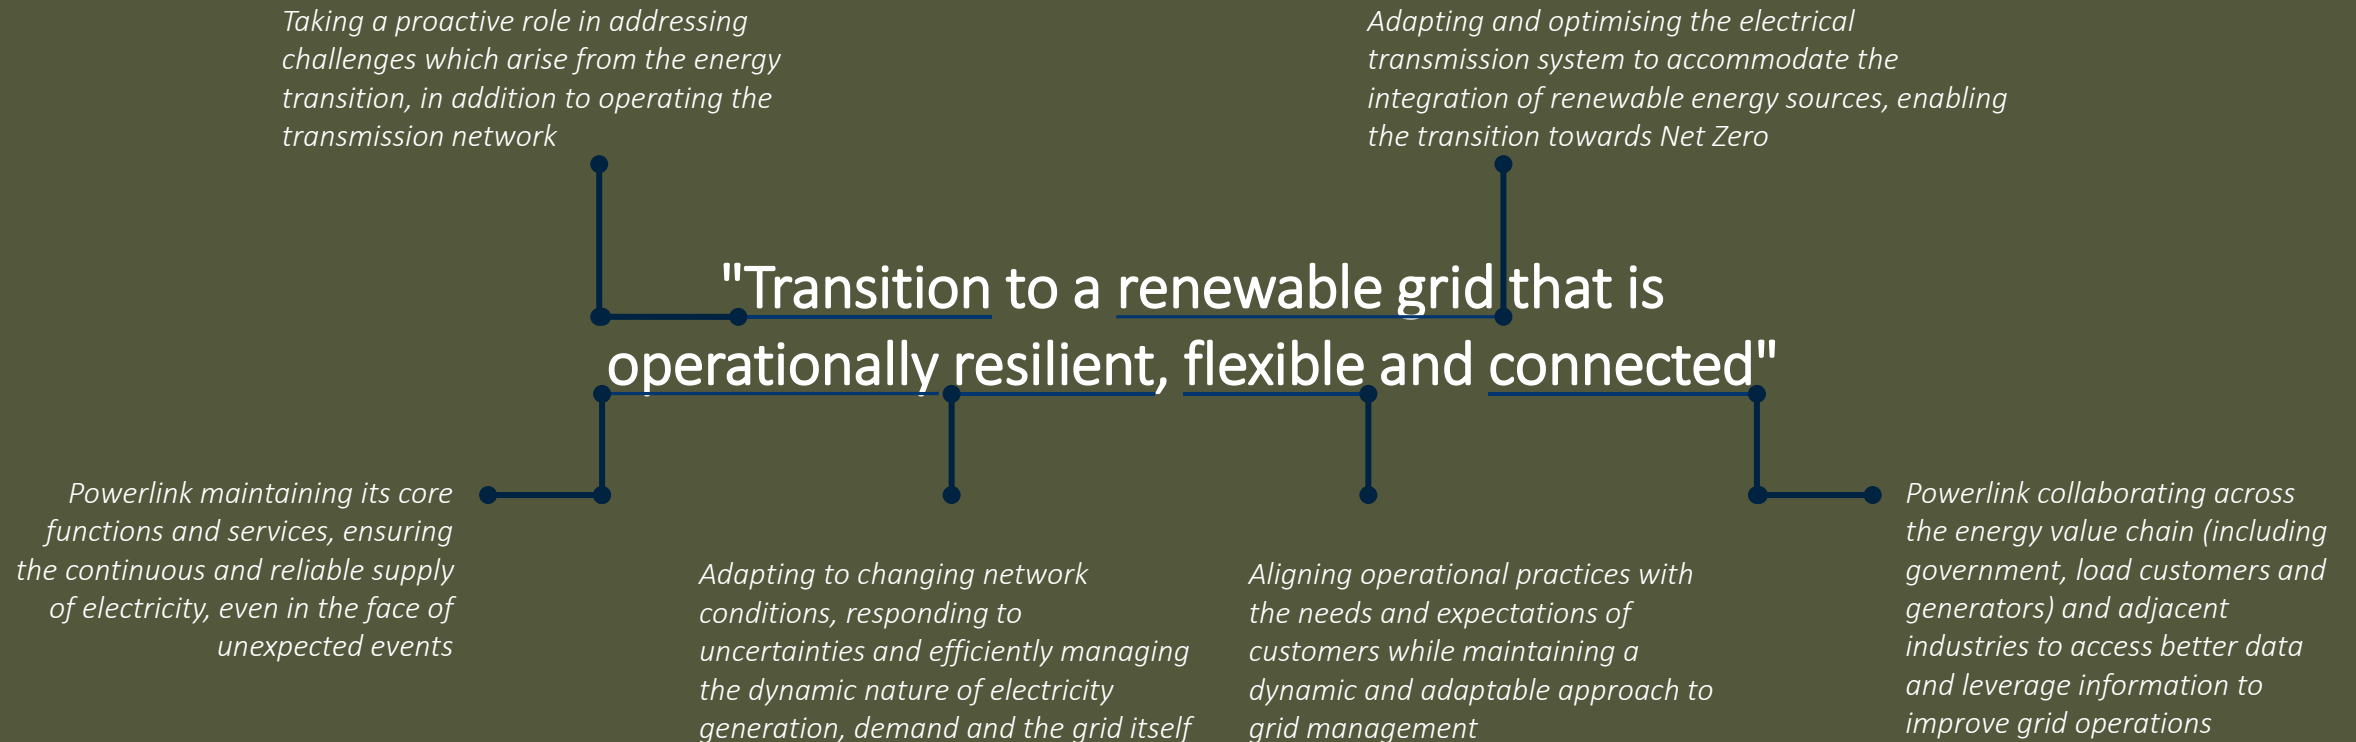 Taking a proactive role in addressing
challenges which arise from the energy
transition, in addition to operating the
transmission network
Adapting and optimising the electrical
transmission system to accommodate the
integration of renewable energy sources, enabling
the transition towards Net Zero
"Transition to a renewable grid that is
operationally resilient, flexible and connected"
Powerlink maintaining its core
functions and services, ensuring
the continuous and reliable supply
of electricity, even in the face of
unexpected events
Adapting to changing network
conditions, responding to
uncertainties and efficiently managing
the dynamic nature of electricity
generation, demand and the grid itself
Aligning operational practices with
the needs and expectations of
customers while maintaining a
dynamic and adaptable approach to
grid management
Powerlink collaborating across
the energy value chain (including
government, load customers and
generators) and adjacent
industries to access better data
and leverage information to
improve grid operations